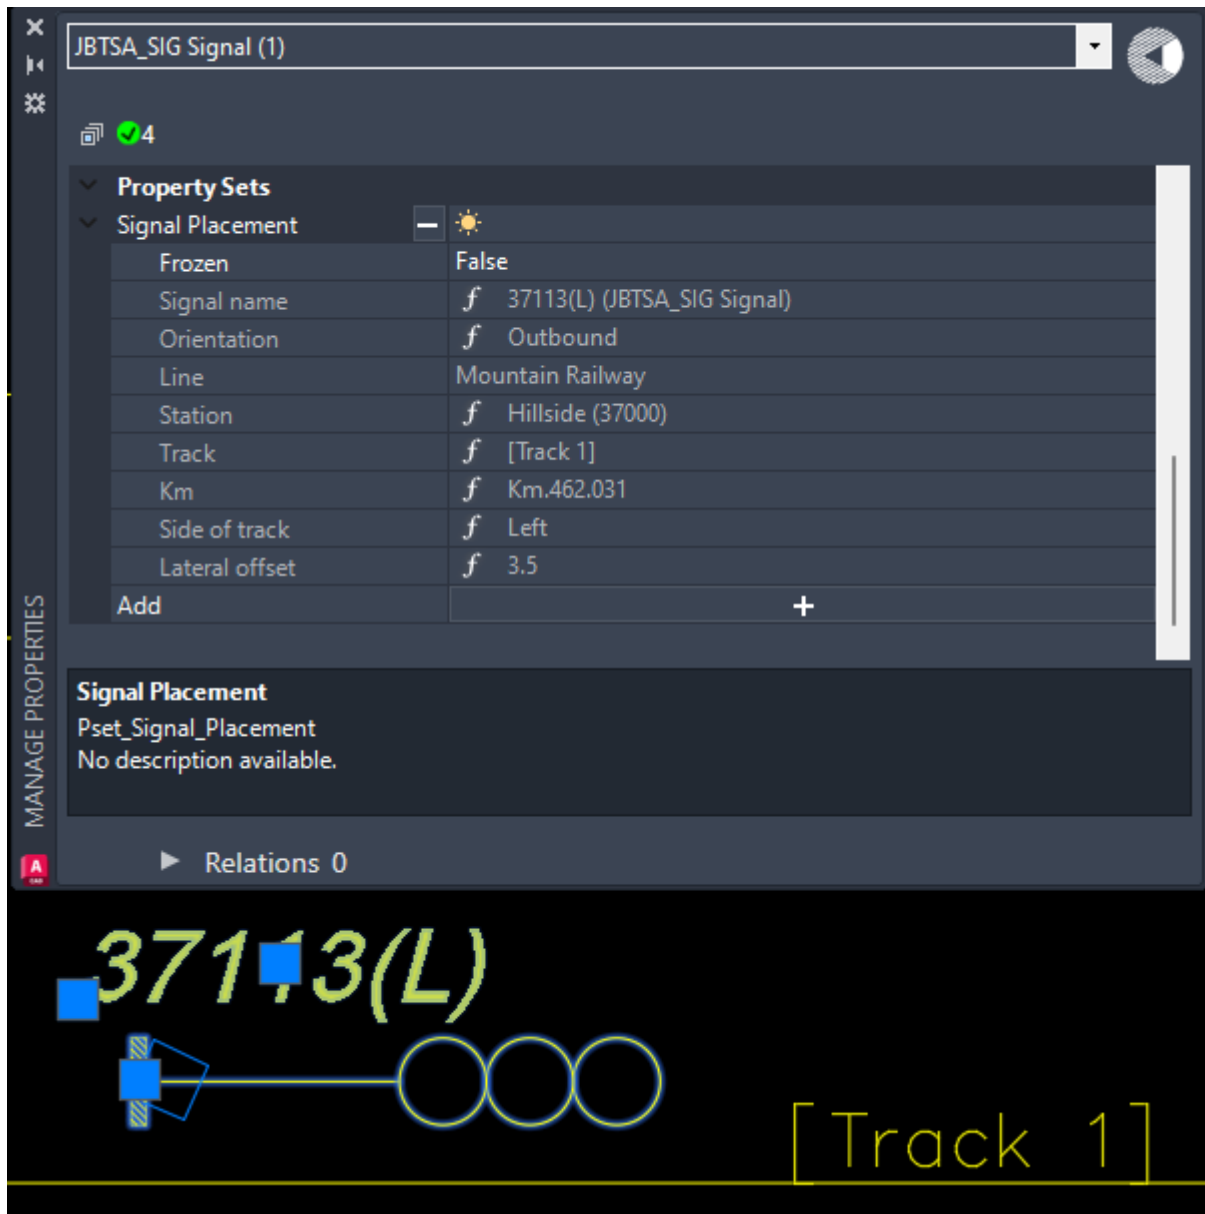 JBTSA_SIG Signal (1)
4
Property Sets
Signal Placement
Frozen False
Signal name f 37113(L) (JBTSA_SIG Signal)
Orientation f Outbound
Line Mountain Railway
Station f Hillside (37000)
Track f [Track 1]
Km f Km.462.031
Side of track f Left
Lateral offset f 3.5
Add +
Signal Placement
Pset_Signal_Placement
No description available.
Relations 0
MANAGE PROPERTIES
A
CAD
37113(L)
[Track 1]